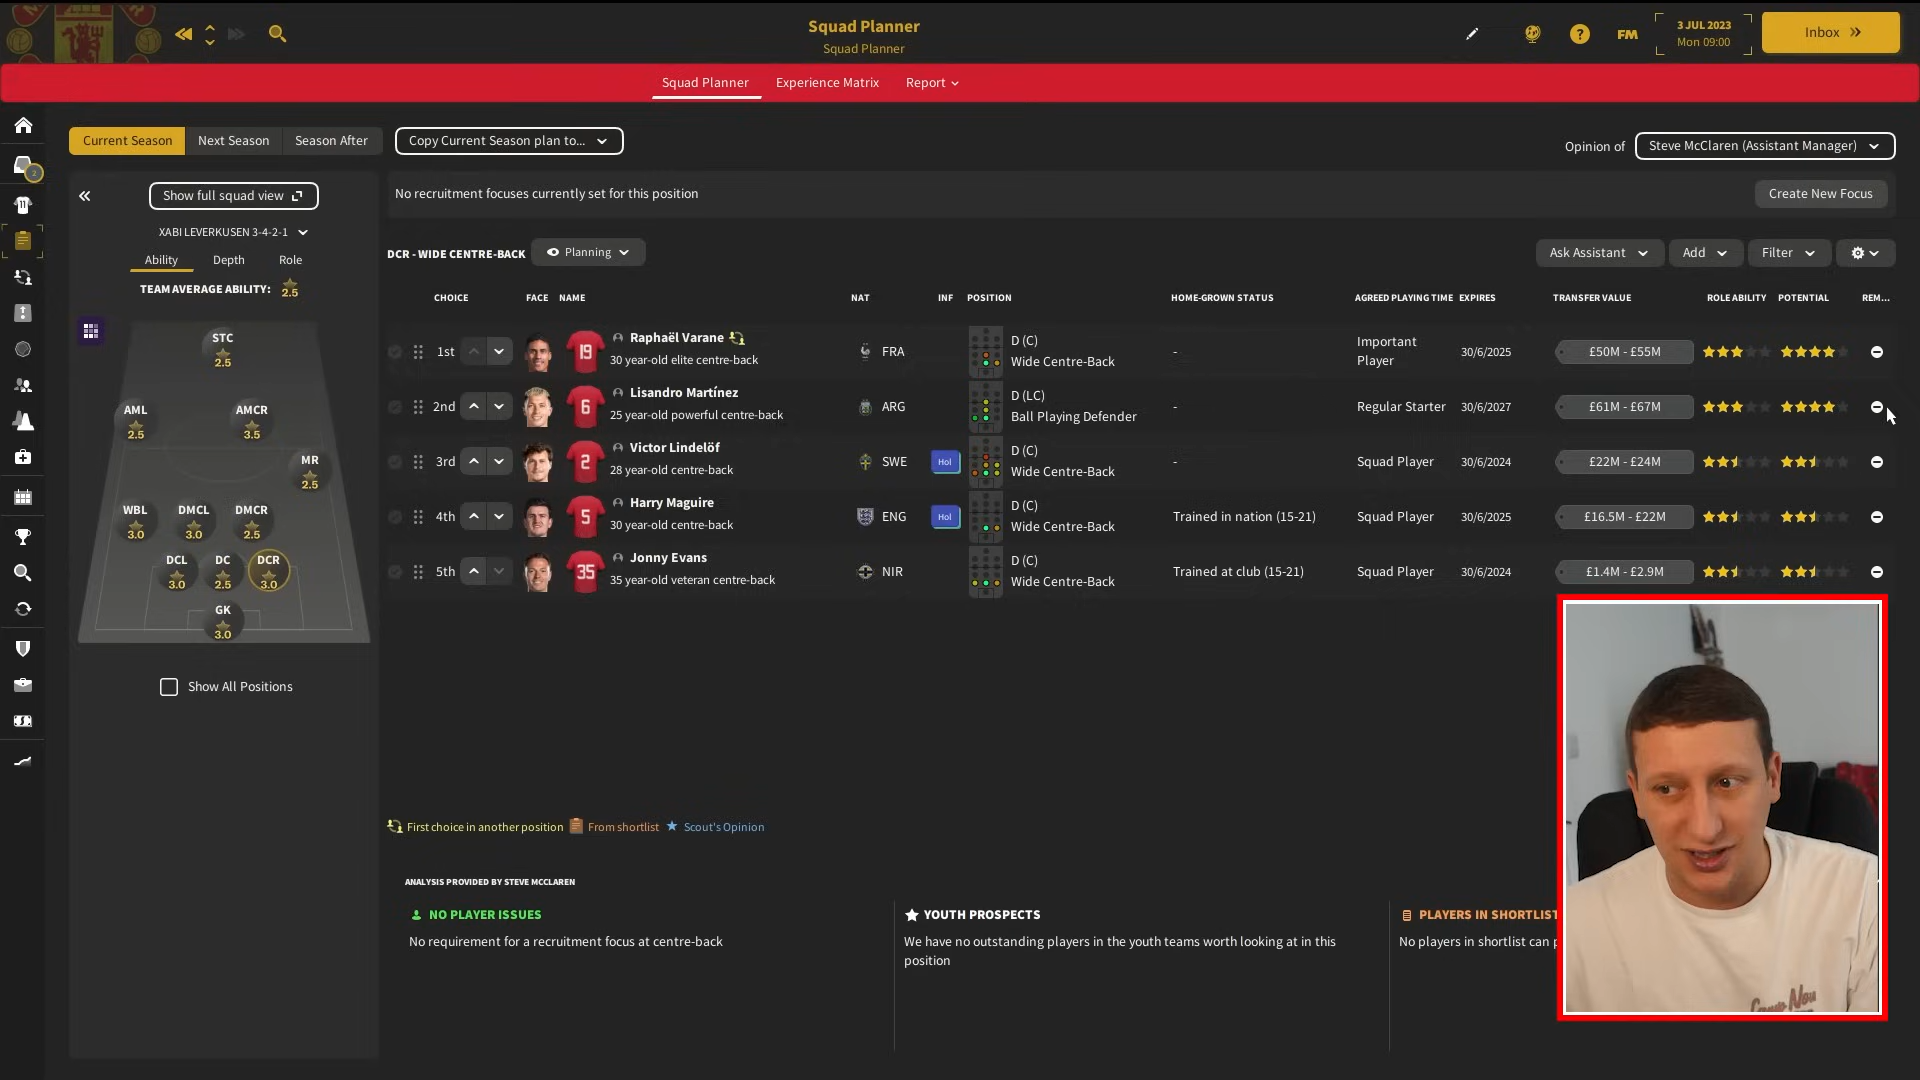 Squad Planner
Squad Planner
FM
3 JUL 2023
Mon 09:00
Inbox
Squad Planner
Experience Matrix
Report
Current Season
Next Season
Season After
Copy Current Season plan to...
Opinion of
Steve McClaren (Assistant Manager)
2
11
Show full squad view
No recruitment focuses currently set for this position
Create New Focus
XABI LEVERKUSEN 3-4-2-1
Ability
Depth
Role
DCR - WIDE CENTRE-BACK
Planning
Ask Assistant
Add
Filter
TEAM AVERAGE ABILITY: 2.5
CHOICE FACE NAME NAT INF POSITION HOME-GROWN STATUS AGREED PLAYING TIME EXPIRES TRANSFER VALUE ROLE ABILITY POTENTIAL REM...
1st 19 Raphaël Varane FRA D (C) - Important £50M - £55M
30 year-old elite centre-back Wide Centre-Back Player 30/6/2025
2nd 6 Lisandro Martínez ARG D (LC) - Regular Starter 30/6/2027 £61M - £67M
25 year-old powerful centre-back Ball Playing Defender
3rd 2 Victor Lindelöf SWE Hol D (C) - Squad Player 30/6/2024 £22M - £24M
28 year-old centre-back Wide Centre-Back
4th 5 Harry Maguire ENG Hol D (C) Trained in nation (15-21) Squad Player 30/6/2025 £16.5M - £22M
30 year-old centre-back Wide Centre-Back
5th 35 Jonny Evans NIR D (C) Trained at club (15-21) Squad Player 30/6/2024 £1.4M - £2.9M
35 year-old veteran centre-back Wide Centre-Back
STC
2.5
AML AMCR
2.5 3.5
MR
2.5
WBL DMCL DMCR
3.0 3.0 2.5
DCL DC DCR
3.0 2.5 3.0
GK
3.0
Show All Positions
First choice in another position From shortlist Scout's Opinion
ANALYSIS PROVIDED BY STEVE MCCLAREN
NO PLAYER ISSUES
No requirement for a recruitment focus at centre-back
YOUTH PROSPECTS
We have no outstanding players in the youth teams worth looking at in this
position
PLAYERS IN SHORTLIST
No players in shortlist can